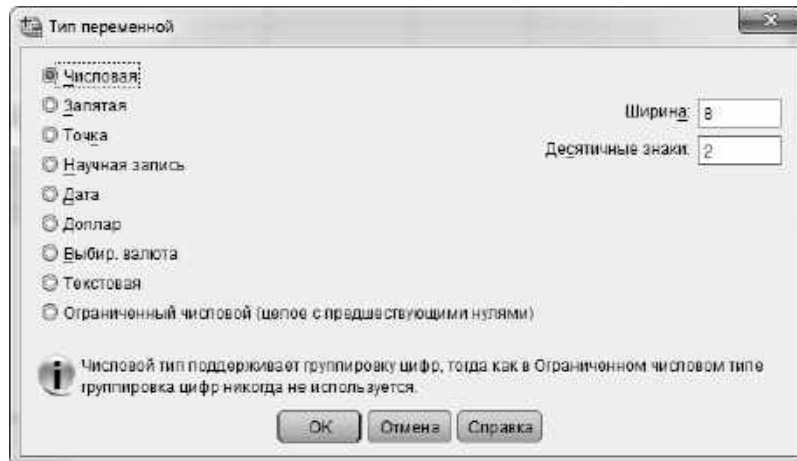 Тип переменной
Числовая
Запятая
Точка
Научная запись
Дата
Доллар
Выбир. валюта
Текстовая
Ограниченный числовой (целое с предшествующими нулями)
Ширина: 8
Десятичные знаки: 2
Числовой тип поддерживает группировку цифр, тогда как в Ограниченном числовом типе
группировка цифр никогда не используется.
OK Отмена Справка